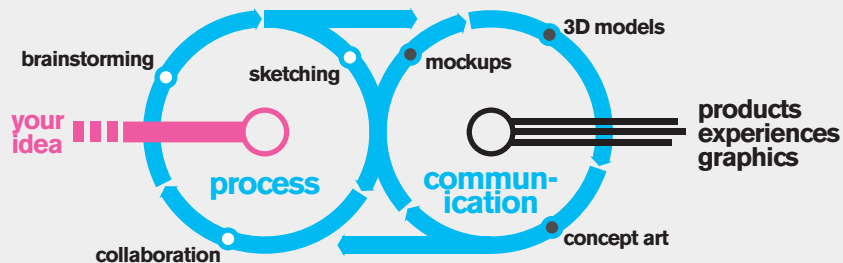 brainstorming
sketching
your
idea
process
collaboration
3D models
mockups
commun-
ication
concept art
products
experiences
graphics